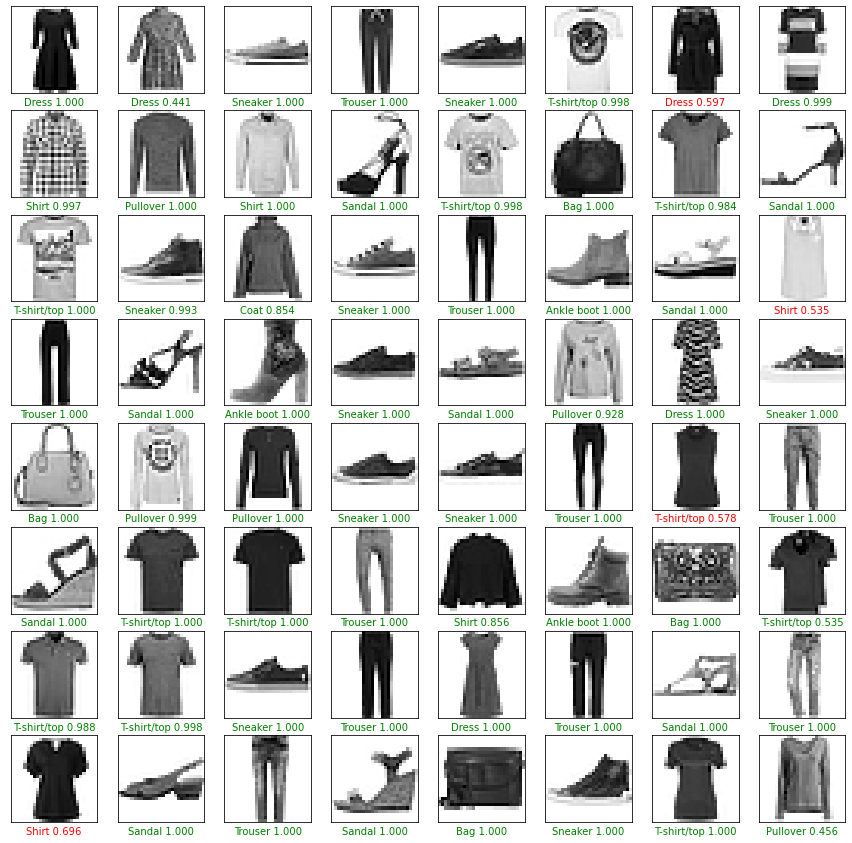 Dress 1.000
Dress 0.441
Sneaker 1.000
Trouser 1.000
Sneaker 1.000
T-shirt/top 0.998
Dress 0.597
Dress 0.999
Shirt 0.997
Pullover 1.000
Shirt 1.000
Sandal 1.000
T-shirt/top 0.998
Bag 1.000
T-shirt/top 0.984
Sandal 1.000
T-shirt/top 1.000
Sneaker 0.993
Coat 0.854
Sneaker 1.000
Trouser 1.000
Ankle boot 1.000
Sandal 1.000
Shirt 0.535
Trouser 1.000
Sandal 1.000
Ankle boot 1.000
Sneaker 1.000
Sandal 1.000
Pullover 0.928
Dress 1.000
Sneaker 1.000
Bag 1.000
Pullover 0.999
Pullover 1.000
Sneaker 1.000
Sneaker 1.000
Trouser 1.000
T-shirt/top 0.578
Trouser 1.000
Sandal 1.000
T-shirt/top 1.000
T-shirt/top 1.000
Trouser 1.000
Shirt 0.856
Ankle boot 1.000
Bag 1.000
T-shirt/top 0.535
T-shirt/top 0.988
T-shirt/top 0.998
Sneaker 1.000
Trouser 1.000
Dress 1.000
Trouser 1.000
Sandal 1.000
Trouser 1.000
Shirt 0.696
Sandal 1.000
Trouser 1.000
Sandal 1.000
Bag 1.000
Sneaker 1.000
T-shirt/top 1.000
Pullover 0.456